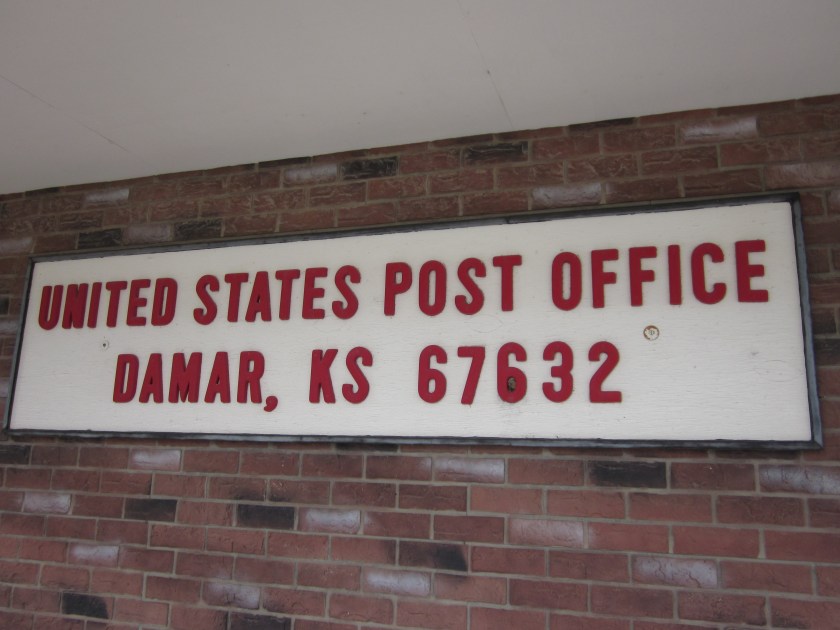 UNITED STATES POST OFFICE
DAMAR, KS 67632